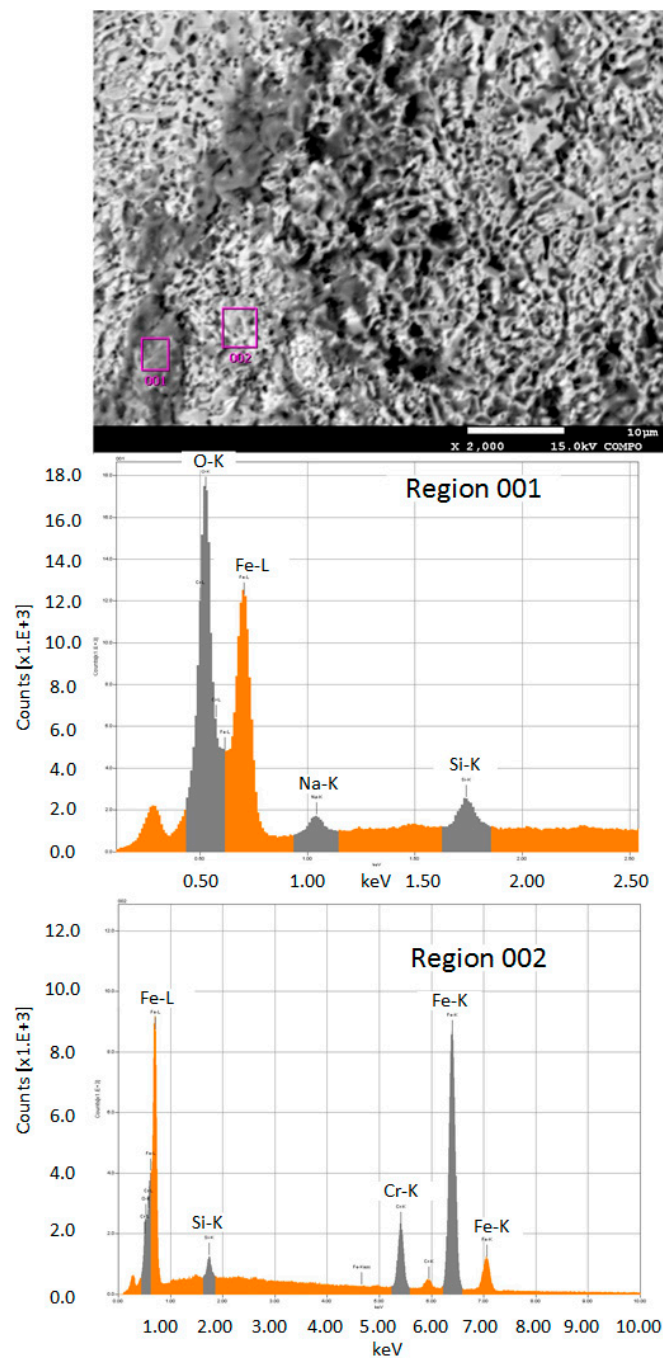 001
002
10µm
X 2,000 15.0kV COMPO
O-K
Region 001
Fe-L
Na-K
Si-K
18.0
16.0
14.0
12.0
10.0
8.0
6.0
4.0
2.0
0.0
Counts [x1.E+3)
0.50 1.00 1.50 2.00 2.50
keV
Region 002
Fe-L
Fe-K
Si-K
Cr-K
Fe-K
12.0
10.0
8.0
6.0
4.0
2.0
0.0
Counts [x1.E+3)
1.00 2.00 3.00 4.00 5.00 6.00 7.00 8.00 9.00 10.00
keV